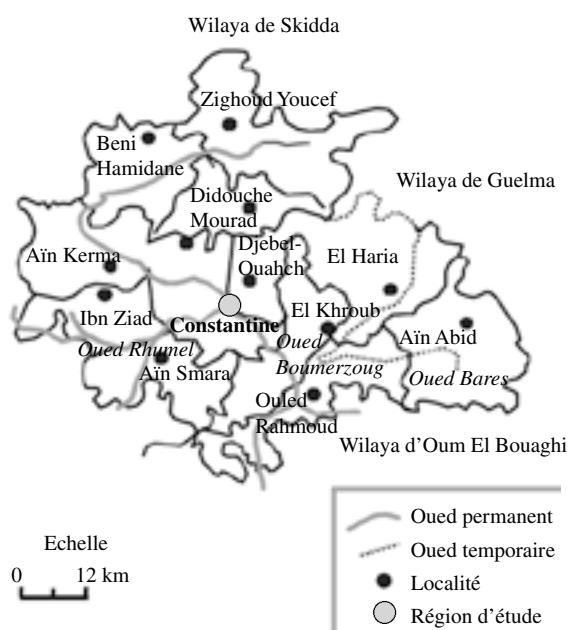 Wilaya de Skidda
Zighoud Youcef
Beni
Hamidane
Wilaya de Guelma
Didouche
Mourad
Djebel-
Ouahch
El Haria
Aïn Kerma
Ibn Ziad
El Khroub
Constantine
Oued
Boumerzoug
Aïn Abid
Oued Rhumel
Aïn Smara
Oued Bares
Ouled
Rahmoud
Wilaya d'Oum El Bouaghi
Oued permanent
Oued temporaire
Localité
Région d'étude
Echelle
0 12 km